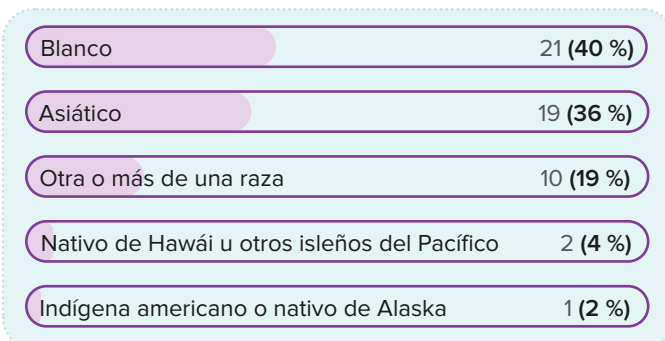 Blanco 21 (40 %)
Asiático 19 (36 %)
Otra o más de una raza 10 (19 %)
Nativo de Hawái u otros isleños del Pacífico 2 (4 %)
Indígena americano o nativo de Alaska 1 (2 %)